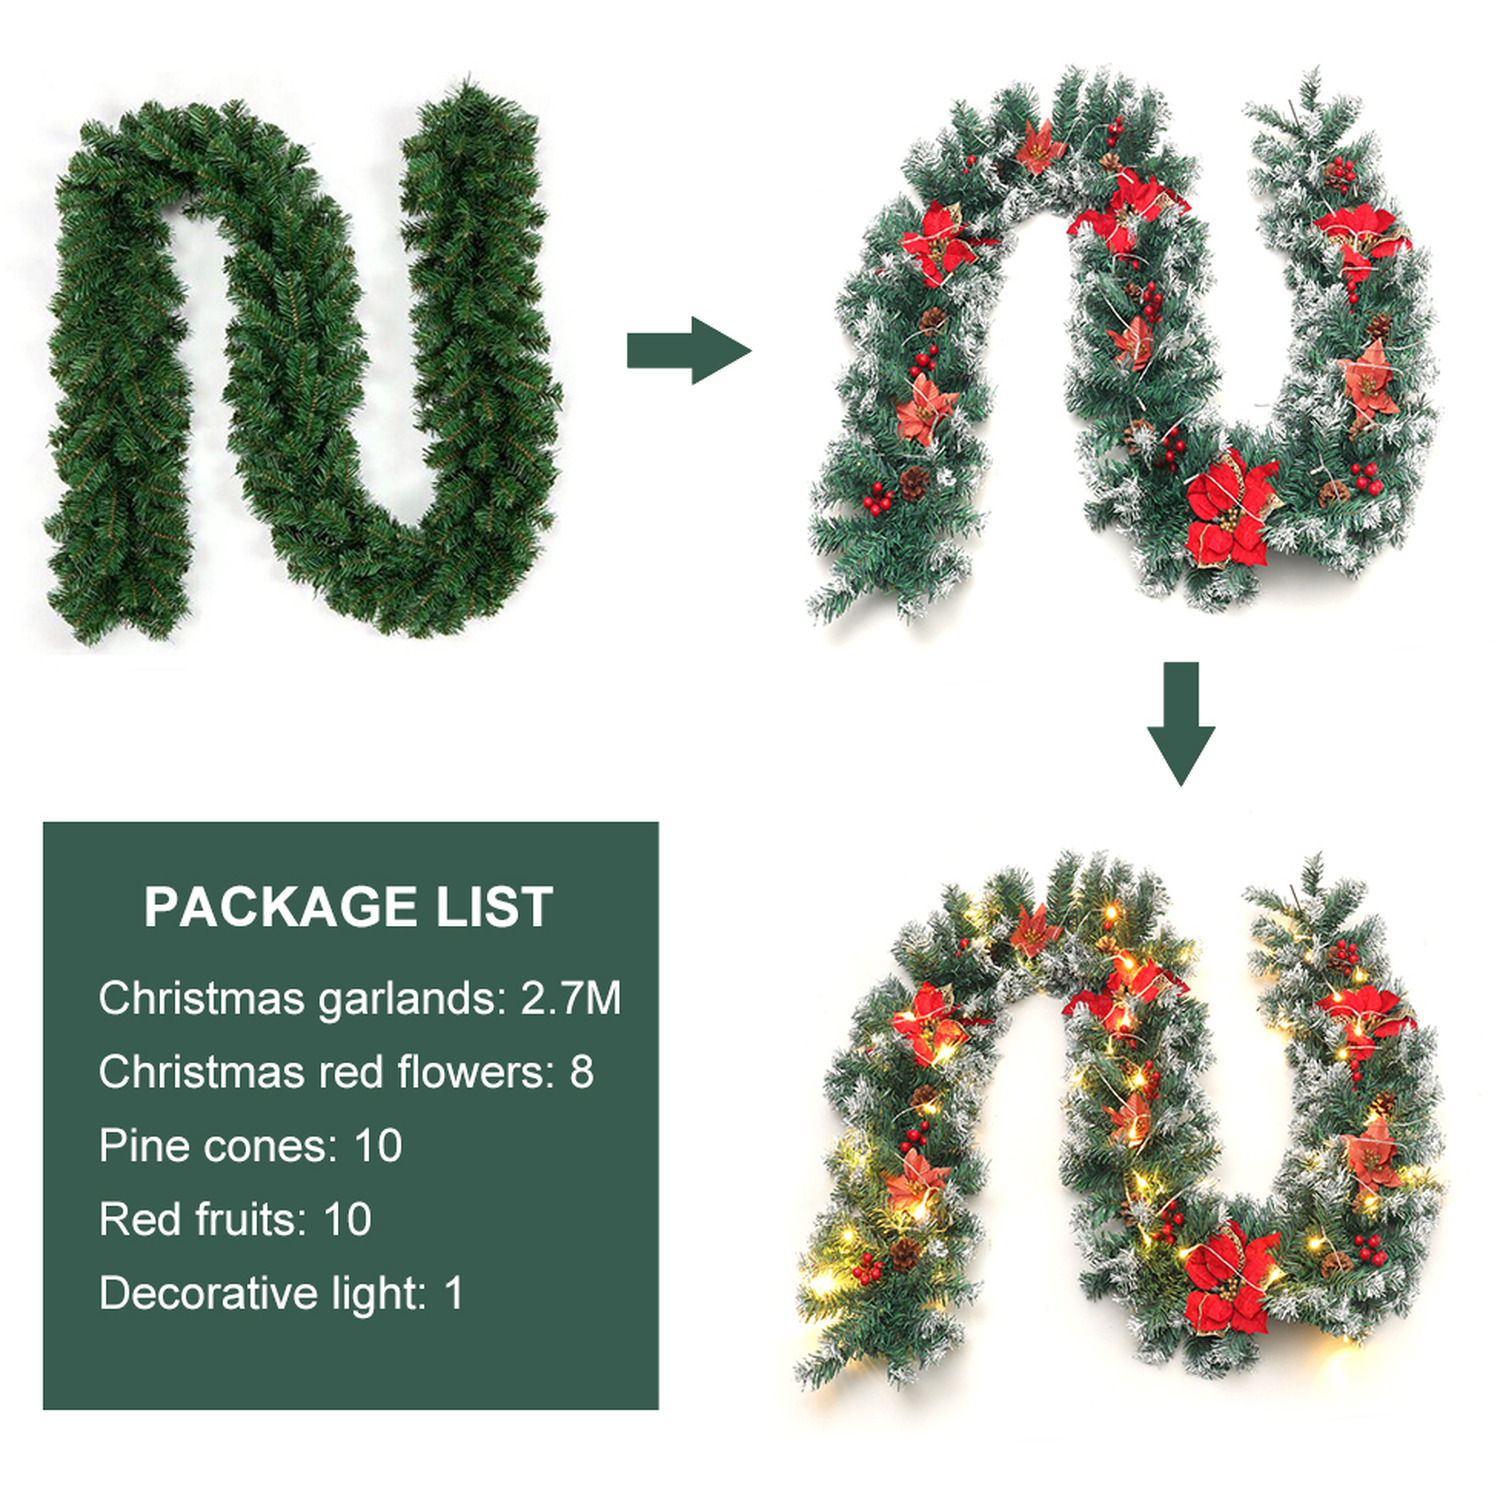 PACKAGE LIST
Christmas garlands: 2.7M
Christmas red flowers: 8
Pine cones: 10
Red fruits: 10
Decorative light: 1